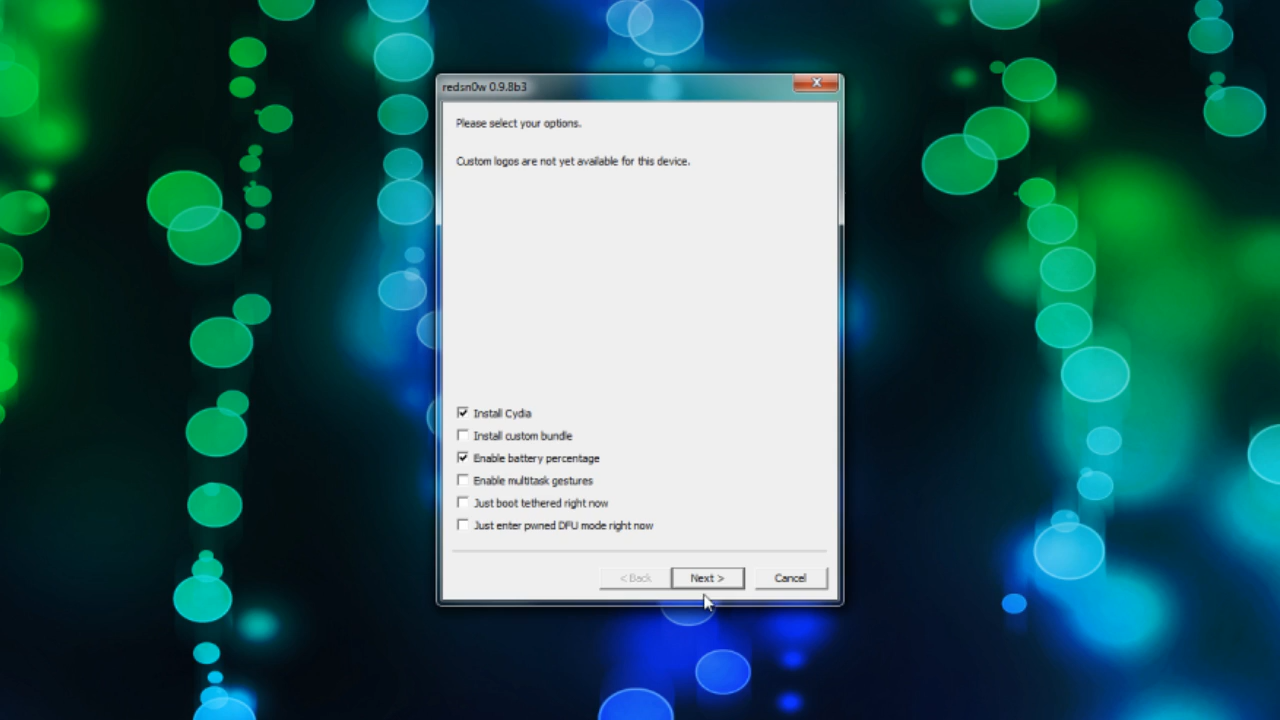 redsn0w 0.9.8b3
Please select your options.
Custom logos are not yet available for this device.
Install Cydia
Install custom bundle
Enable battery percentage
Enable multitask gestures
Just boot tethered right now
Just enter pwned DFU mode right now
< Back Next > Cancel